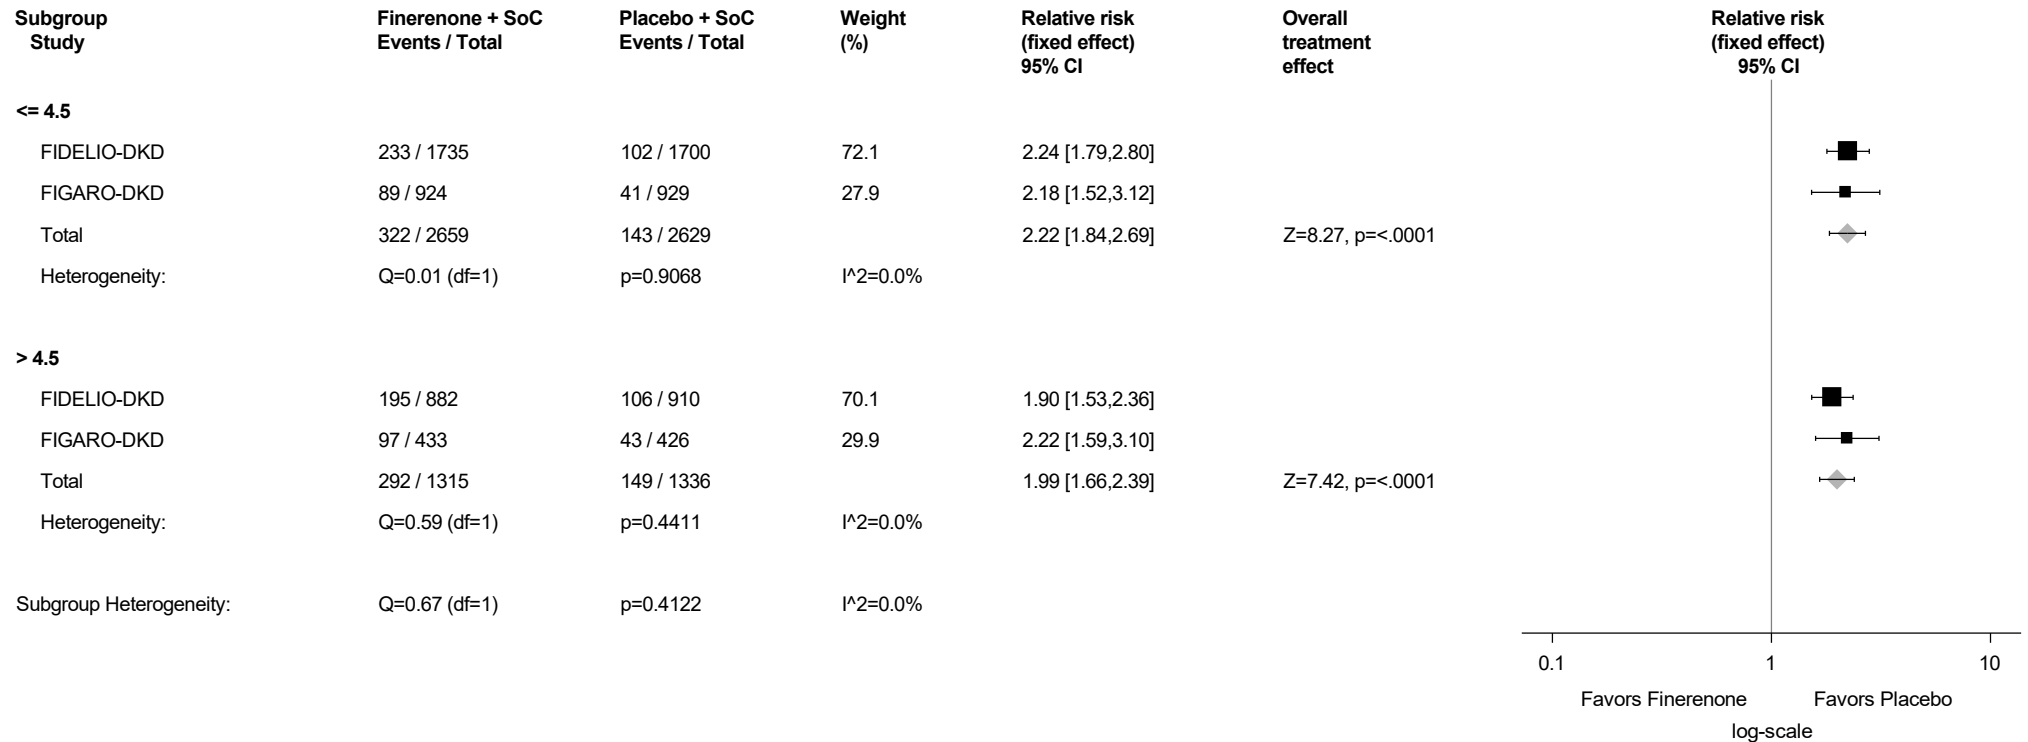 Subgroup Finerenone + SoC Placebo + SoC Weight Relative risk Overall Relative risk
Study Events / Total Events / Total (%) (fixed effect) treatment (fixed effect)
95% CI effect 95% CI
<= 4.5
FIDELIO-DKD 233 / 1735 102 / 1700 72.1 2.24 [1.79,2.80]
FIGARO-DKD 89 / 924 41 / 929 27.9 2.18 [1.52,3.12]
Total 322 / 2659 143 / 2629 2.22 [1.84,2.69] Z=8.27, p=<.0001
Heterogeneity: Q=0.01 (df=1) p=0.9068 I^2=0.0%
> 4.5
FIDELIO-DKD 195 / 882 106 / 910 70.1 1.90 [1.53,2.36]
FIGARO-DKD 97 / 433 43 / 426 29.9 2.22 [1.59,3.10]
Total 292 / 1315 149 / 1336 1.99 [1.66,2.39] Z=7.42, p=<.0001
Heterogeneity: Q=0.59 (df=1) p=0.4411 I^2=0.0%
Subgroup Heterogeneity: Q=0.67 (df=1) p=0.4122 I^2=0.0%
0.1 1 10
Favors Finerenone Favors Placebo
log-scale